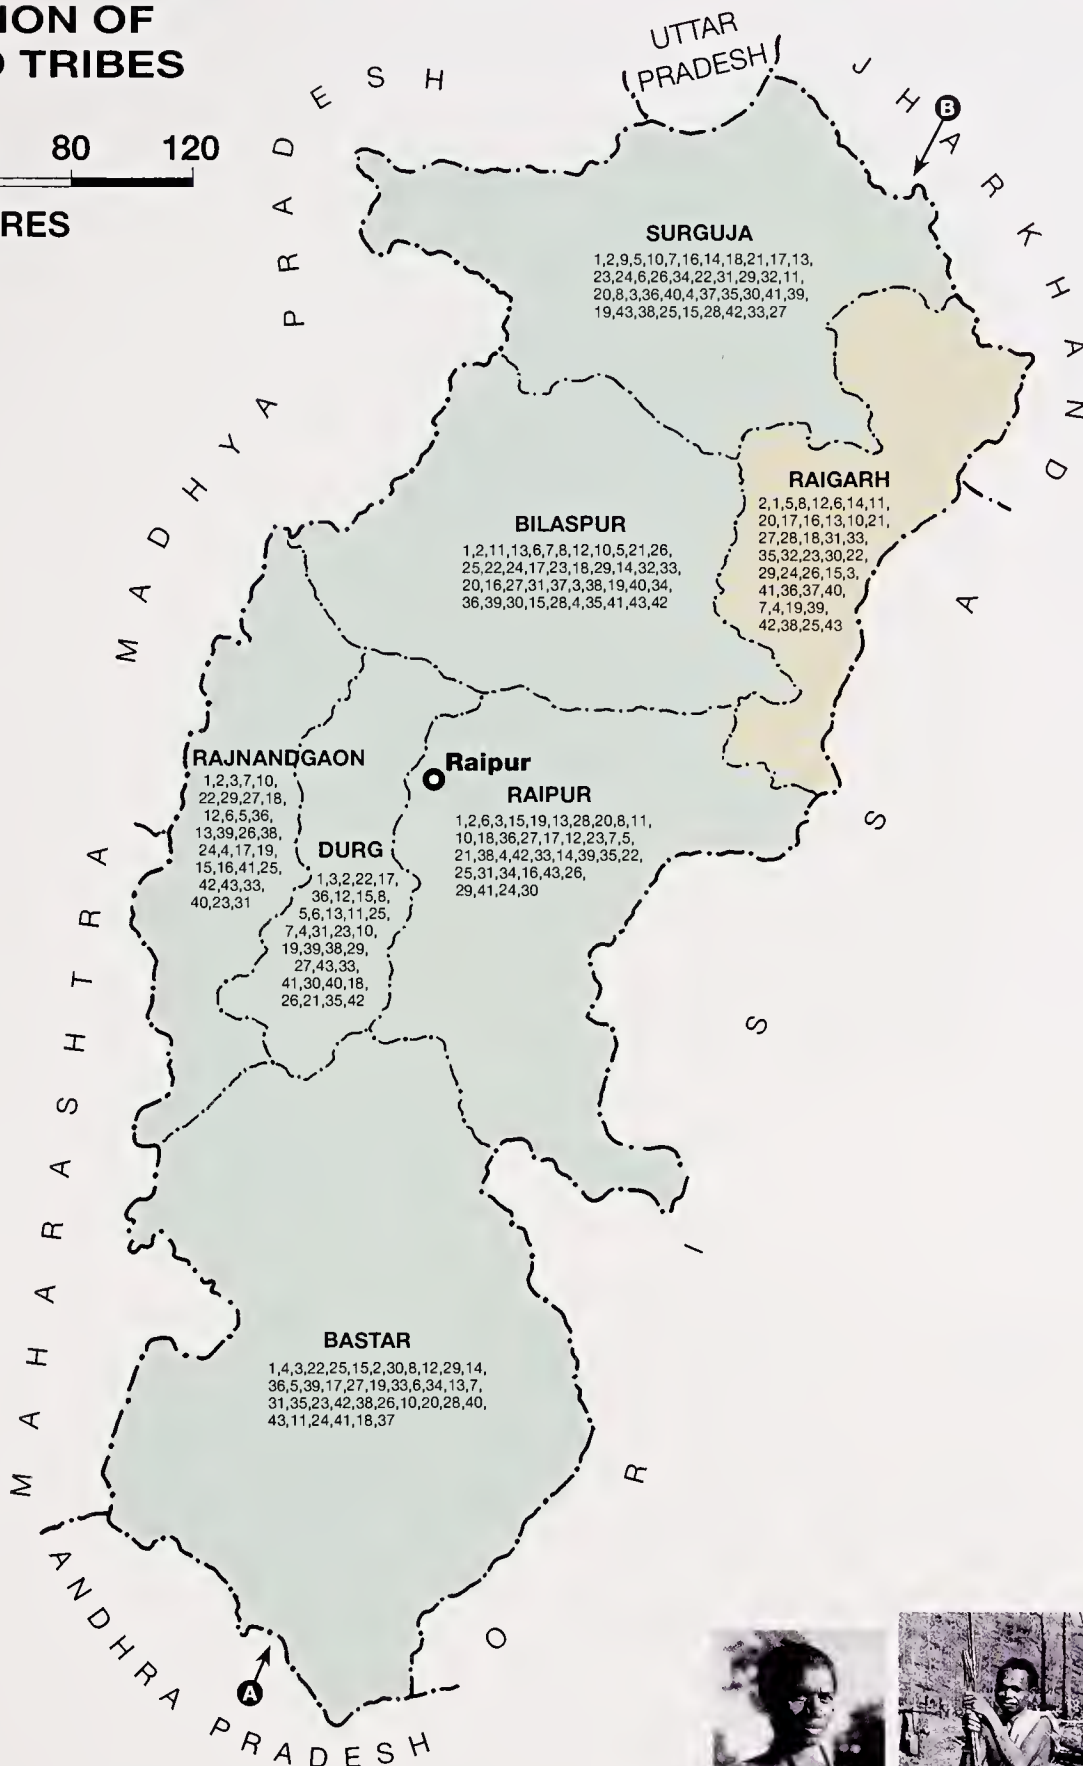 ION OF
TRIBES
80 120
RES
UTTAR
PRADESH
MADHYA PRADESH
JHARKHAND
B
SURGUJA
1,2,9,5,10,7,16,14,18,21,17,13,
23,24,6,26,34,22,31,29,32,11,
20,8,3,36,40,4,37,35,30,41,39,
19,43,38,25,15,28,42,33,27
RAIGARH
2,1,5,8,12,6,14,11,
20,17,16,13,10,21,
27,28,18,31,33,
35,32,23,30,22,
29,24,26,15,3,
41,36,37,40,
7,4,19,39,
42,38,25,43
BILASPUR
1,2,11,13,6,7,8,12,10,5,21,26,
25,22,24,17,23,18,29,14,32,33,
20,16,27,31,37,3,38,19,40,34,
36,39,30,15,28,4,35,41,43,42
RAJNANDGAON
1,2,3,7,10,
22,29,27,18,
12,6,5,36,
13,39,26,38,
24,4,17,19,
15,16,41,25,
42,43,33,
40,23,31
Raipur
RAIPUR
1,2,6,3,15,19,13,28,20,8,11,
10,18,36,27,17,12,23,7,5,
21,38,4,42,33,14,39,35,22,
25,31,34,16,43,26,
29,41,24,30
DURG
1,3,2,22,17,
36,12,15,8,
5,6,13,11,25,
7,4,31,23,10,
19,39,38,29,
27,43,33,
41,30,40,18,
26,21,35,42
MAHARASHTRA
ORISSA
BASTAR
1,4,3,22,25,15,2,30,8,12,29,14,
36,5,39,17,27,19,33,6,34,13,7,
31,35,23,42,38,26,10,20,28,40,
43,11,24,41,18,37
A
ANDHRA PRADESH